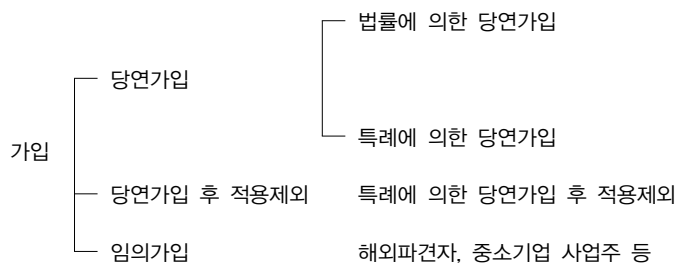 법률에 의한 당연가입
당연가입
특례에 의한 당연가입
가입
당연가입 후 적용제외 특례에 의한 당연가입 후 적용제외
임의가입 해외파견자, 중소기업 사업주 등